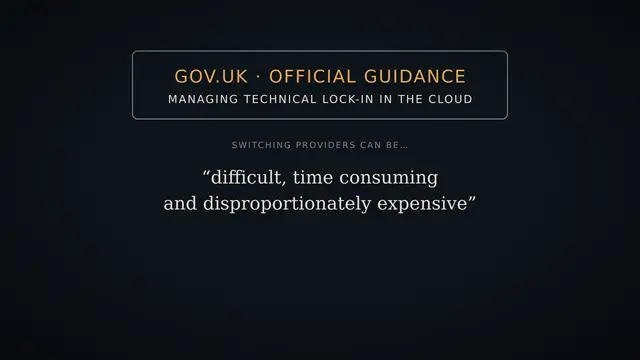 GOV.UK · OFFICIAL GUIDANCE
MANAGING TECHNICAL LOCK-IN IN THE CLOUD
SWITCHING PROVIDERS CAN BE…
“difficult, time consuming
and disproportionately expensive”